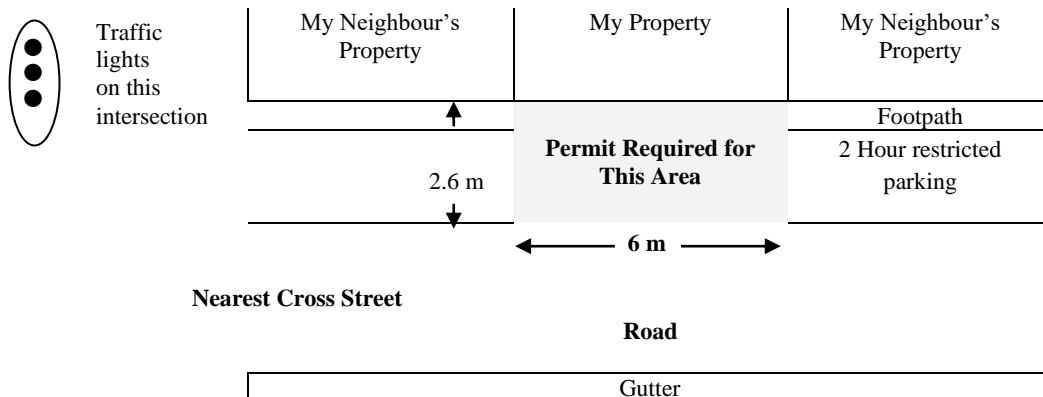 Traffic
lights
on this
intersection
My Neighbour's
Property
My Property
My Neighbour's
Property
Footpath
Permit Required for
This Area
2 Hour restricted
parking
2.6 m
6 m
Nearest Cross Street
Road
Gutter